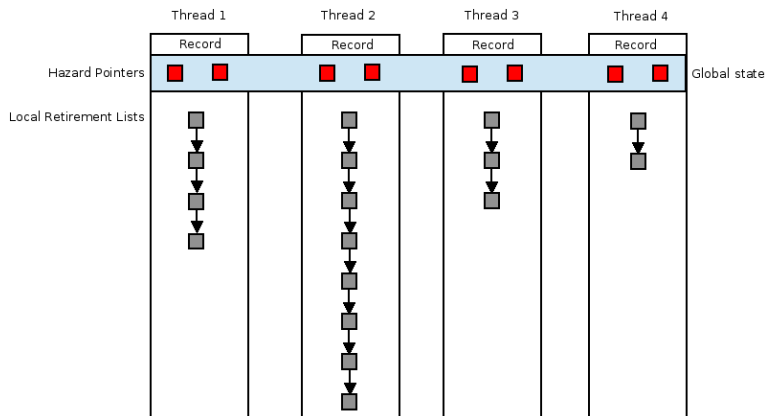 Thread 1 Thread 2 Thread 3 Thread 4
Record Record Record Record
Hazard Pointers Global state
Local Retirement Lists